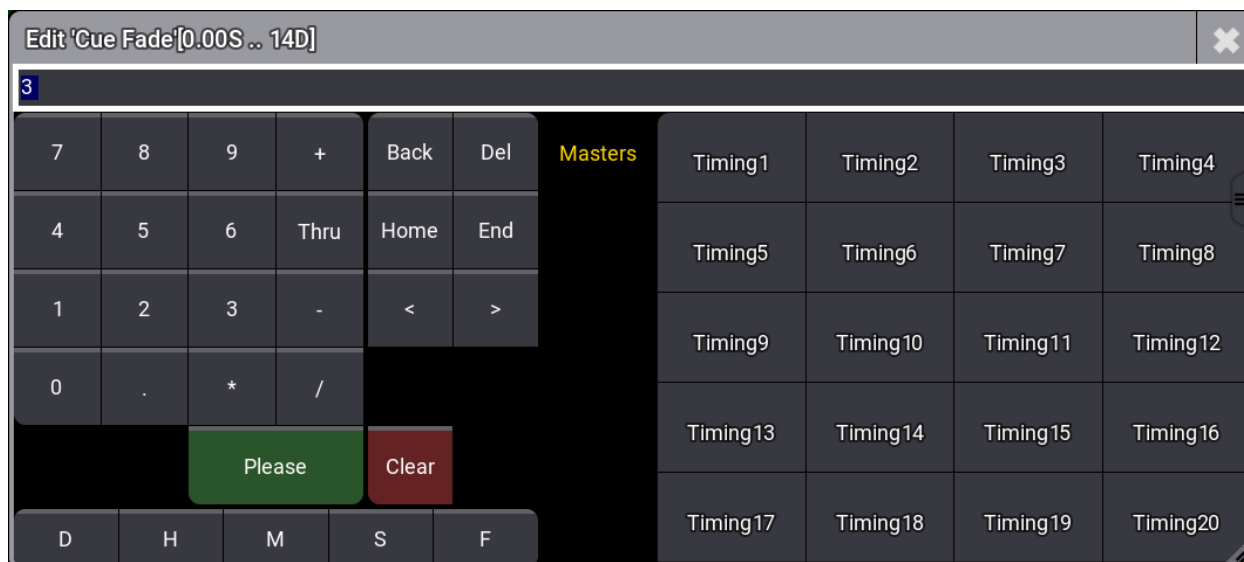 Edit 'Cue Fade'[0.00S .. 14D]
3
7 8 9 + Back Del Masters Timing1 Timing2 Timing3 Timing4
4 5 6 Thru Home End Timing5 Timing6 Timing7 Timing8
1 2 3 - < > Timing9 Timing10 Timing11 Timing12
0 . * / Timing13 Timing14 Timing15 Timing16
Please Clear
D H M S F Timing17 Timing18 Timing19 Timing20